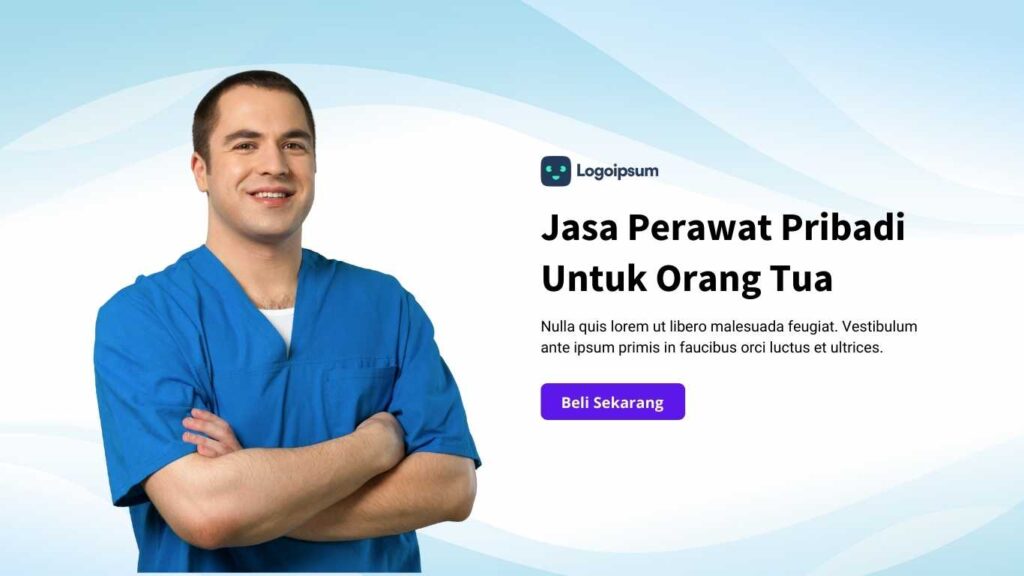 Logoipsum
Jasa Perawat Pribadi
Untuk Orang Tua
Nulla quis lorem ut libero malesuada feugiat. Vestibulum
ante ipsum primis in faucibus orci luctus et ultrices.
Beli Sekarang